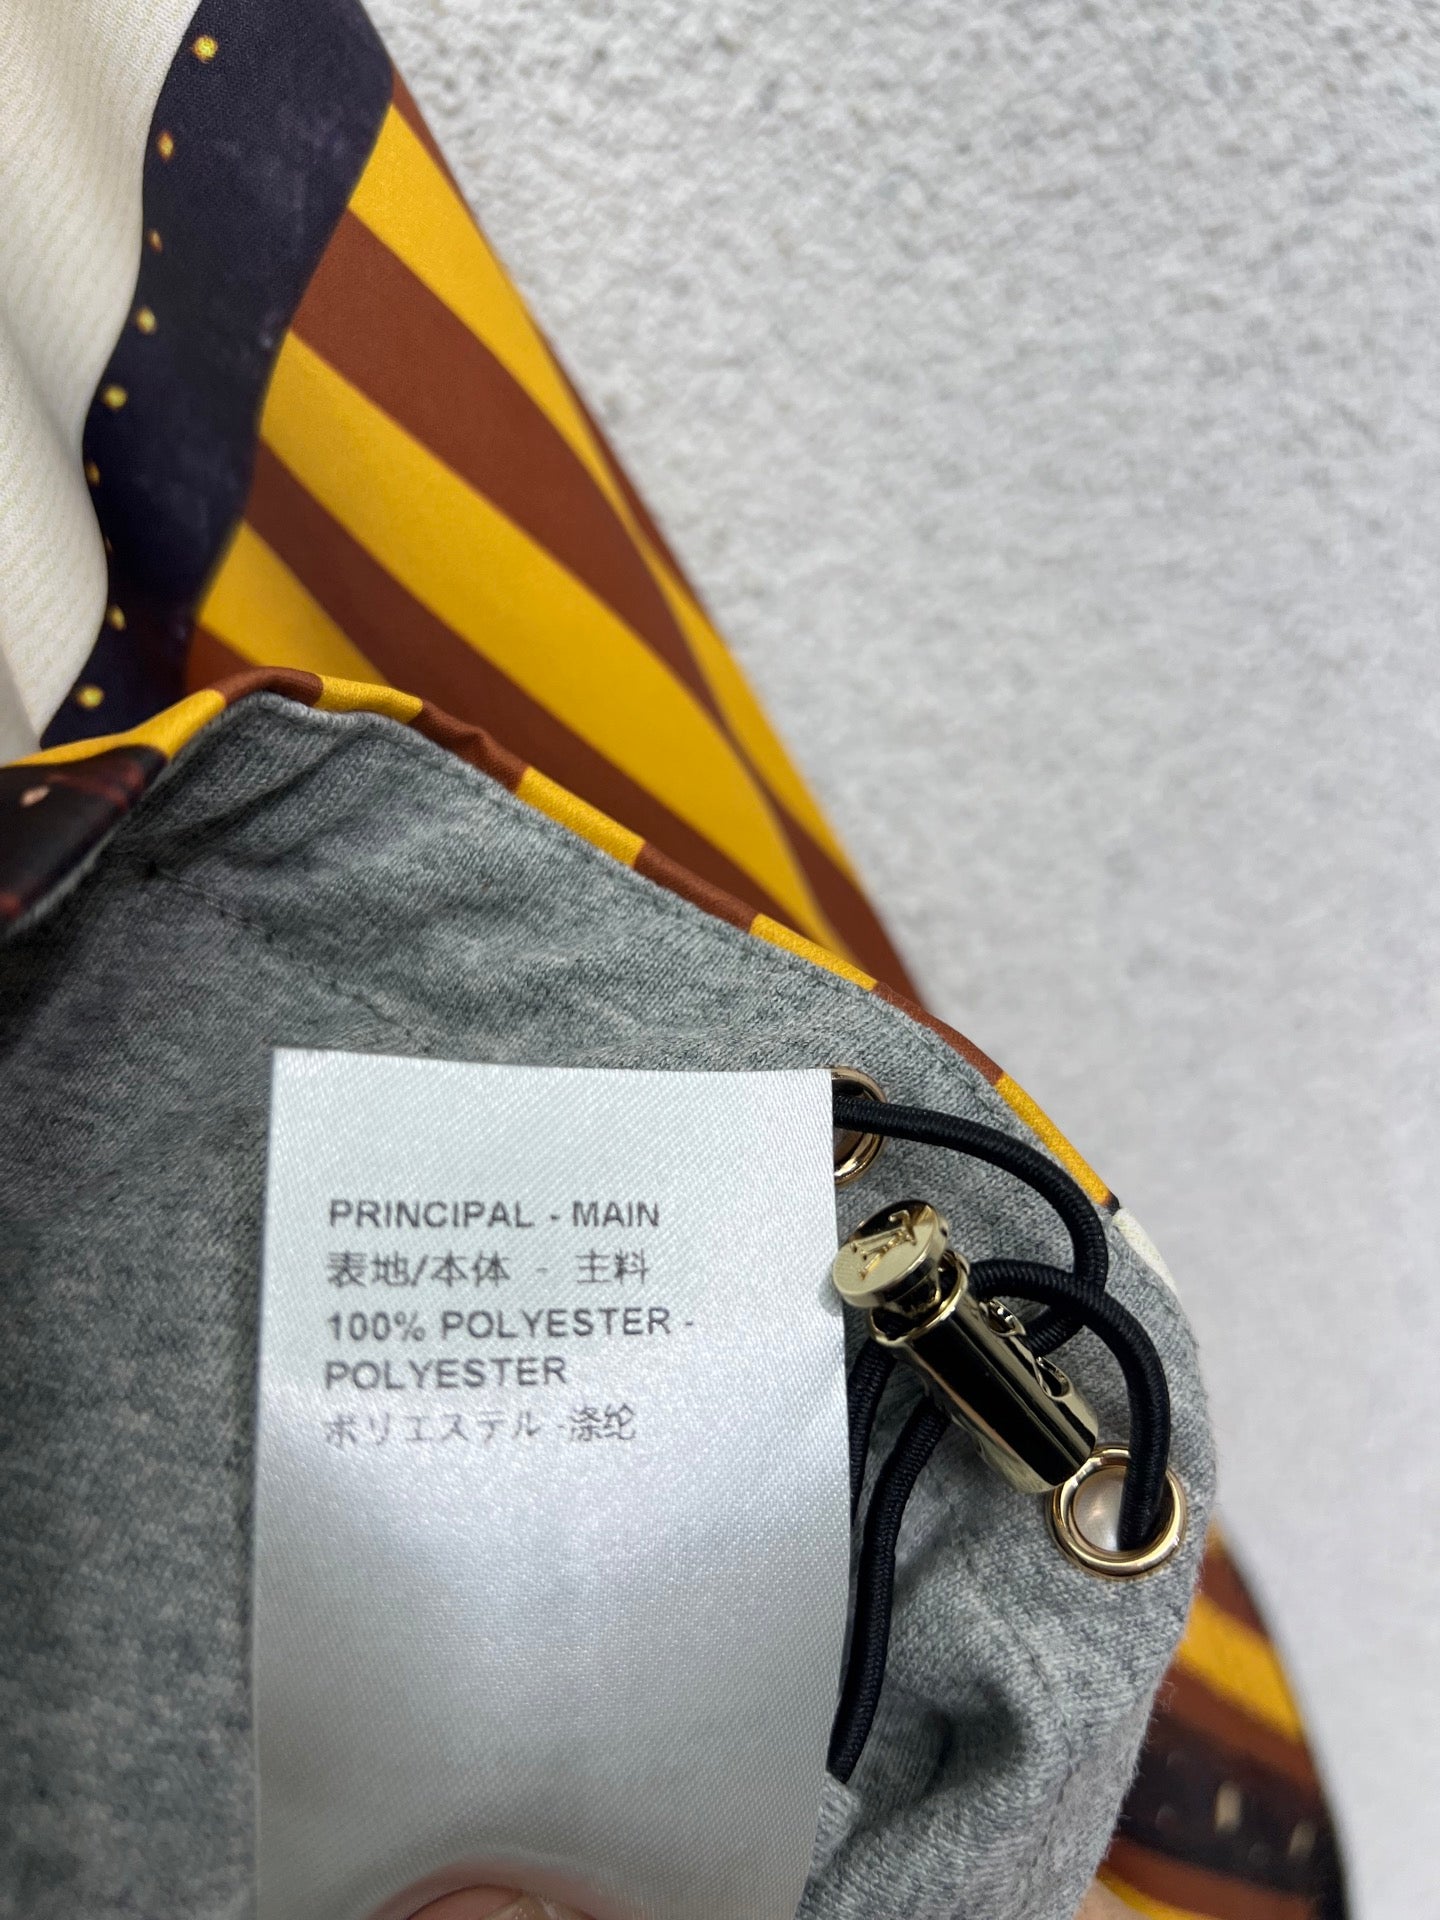 PRINCIPAL - MAIN
表地/本体 - 主料
100% POLYESTER -
POLYESTER
ポリエステル -涤纶
LV